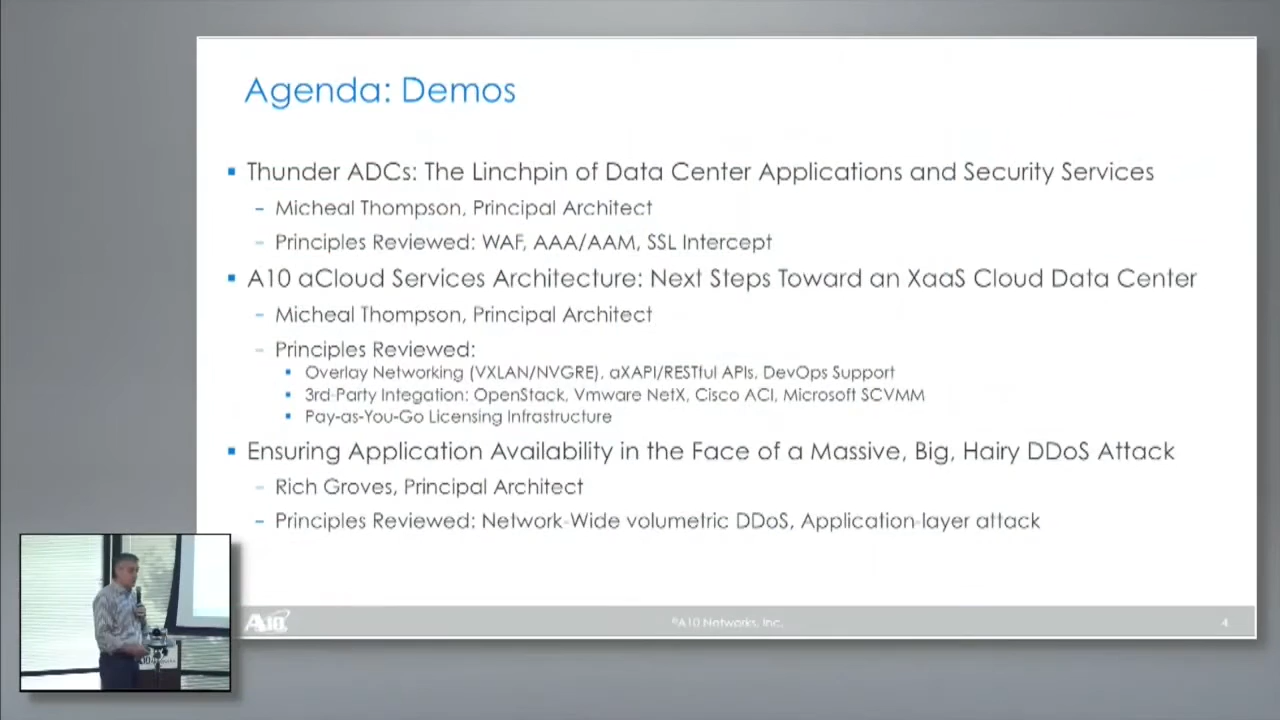 Agenda: Demos
Thunder ADCs: The Linchpin of Data Center Applications and Security Services
Micheal Thompson, Principal Architect
Principles Reviewed: WAF, AAA/AAM, SSL Intercept
A10 aCloud Services Architecture: Next Steps Toward an XaaS Cloud Data Center
Micheal Thompson, Principal Architect
Principles Reviewed:
Overlay Networking (VXLAN/NVGRE), aXAPI/RESTful APIs, DevOps Support
3rd-Party Integation: OpenStack, Vmware NetX, Cisco ACI, Microsoft SCVMM
Pay-as-You-Go Licensing Infrastructure
Ensuring Application Availability in the Face of a Massive, Big, Hairy DDoS Attack
Rich Groves, Principal Architect
Principles Reviewed: Network-Wide volumetric DDoS, Application-layer attack
A10
©A10 Networks, Inc.
4